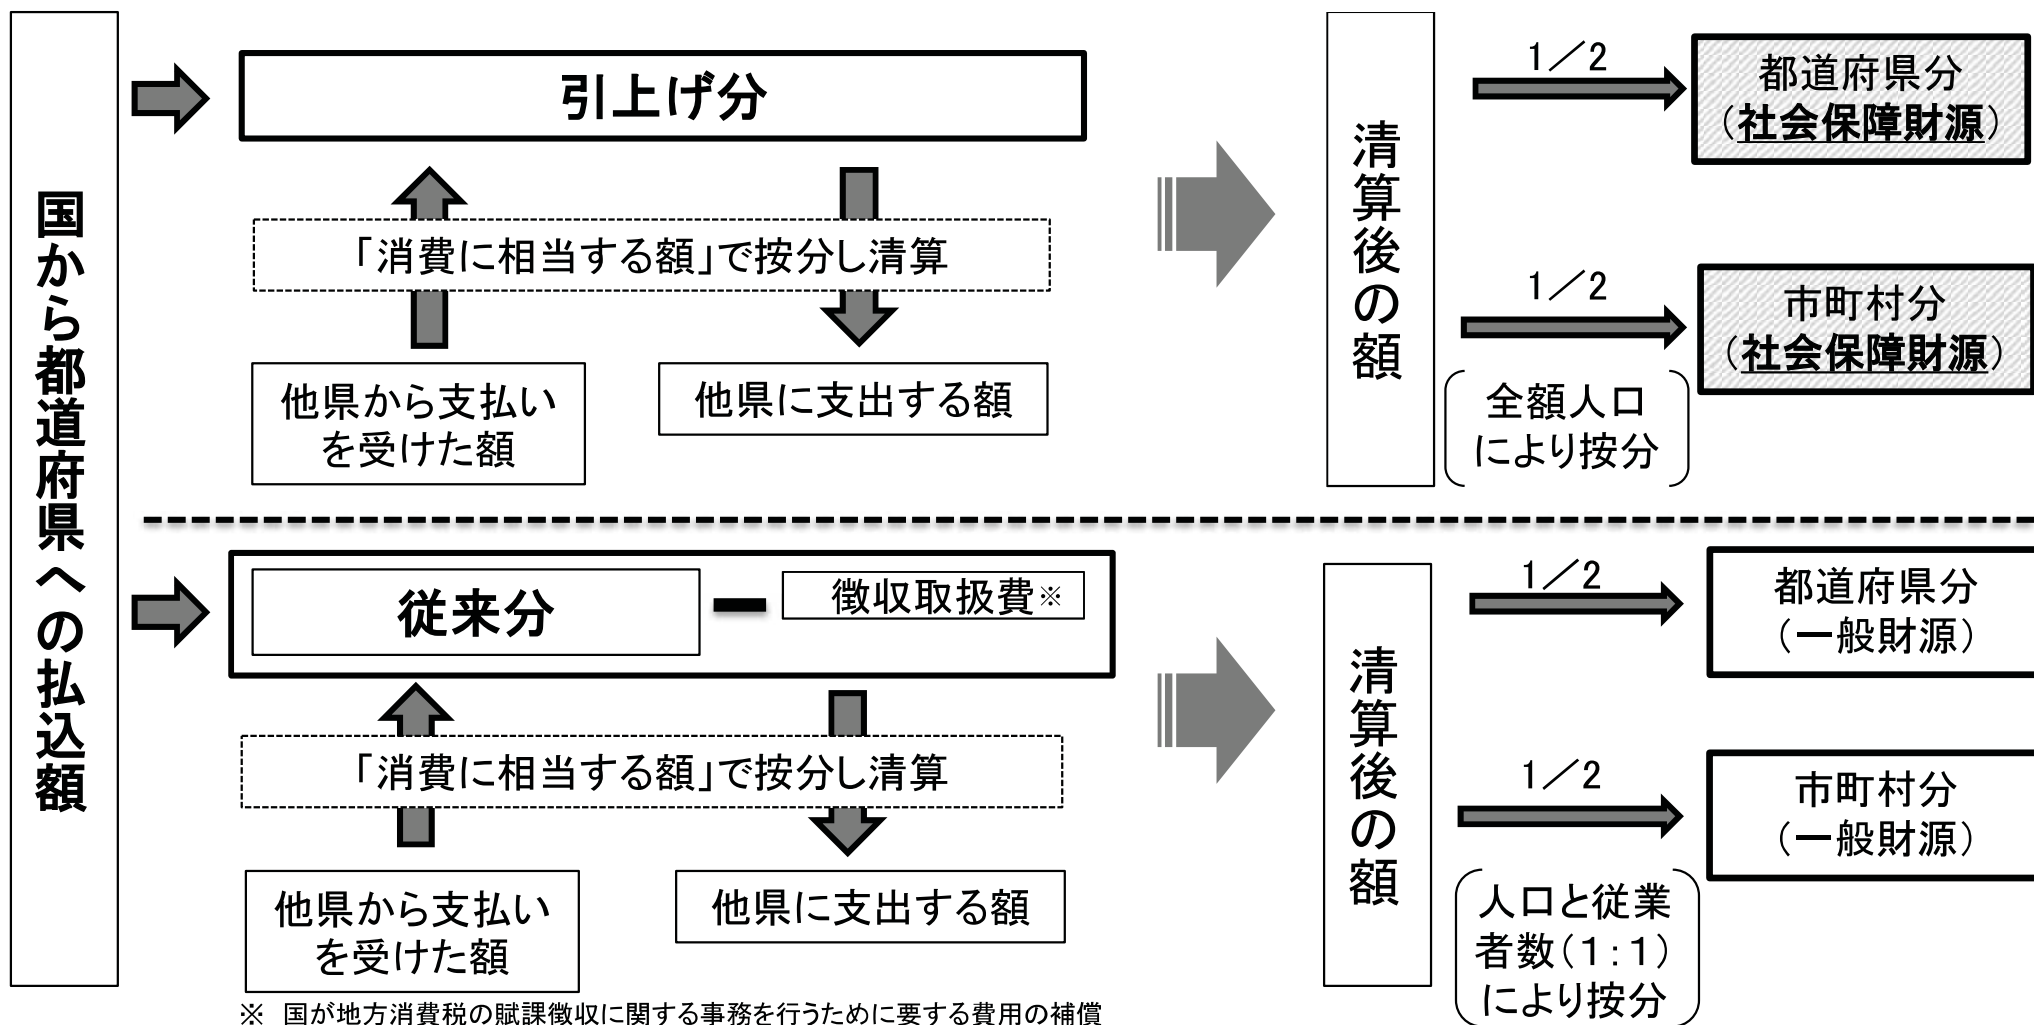 国から都道府県への払込額
引上げ分
「消費に相当する額」で按分し清算
他県から支払い
を受けた額
他県に支出する額
清算後の額
1／2
都道府県分
（社会保障財源）
1／2
市町村分
（社会保障財源）
全額人口
により按分
従来分
ー
徴収取扱費※
「消費に相当する額」で按分し清算
他県から支払い
を受けた額
他県に支出する額
※ 国が地方消費税の賦課徴収に関する事務を行うために要する費用の補償
清算後の額
1／2
都道府県分
（一般財源）
1／2
市町村分
（一般財源）
人口と従業
者数（1：1）
により按分